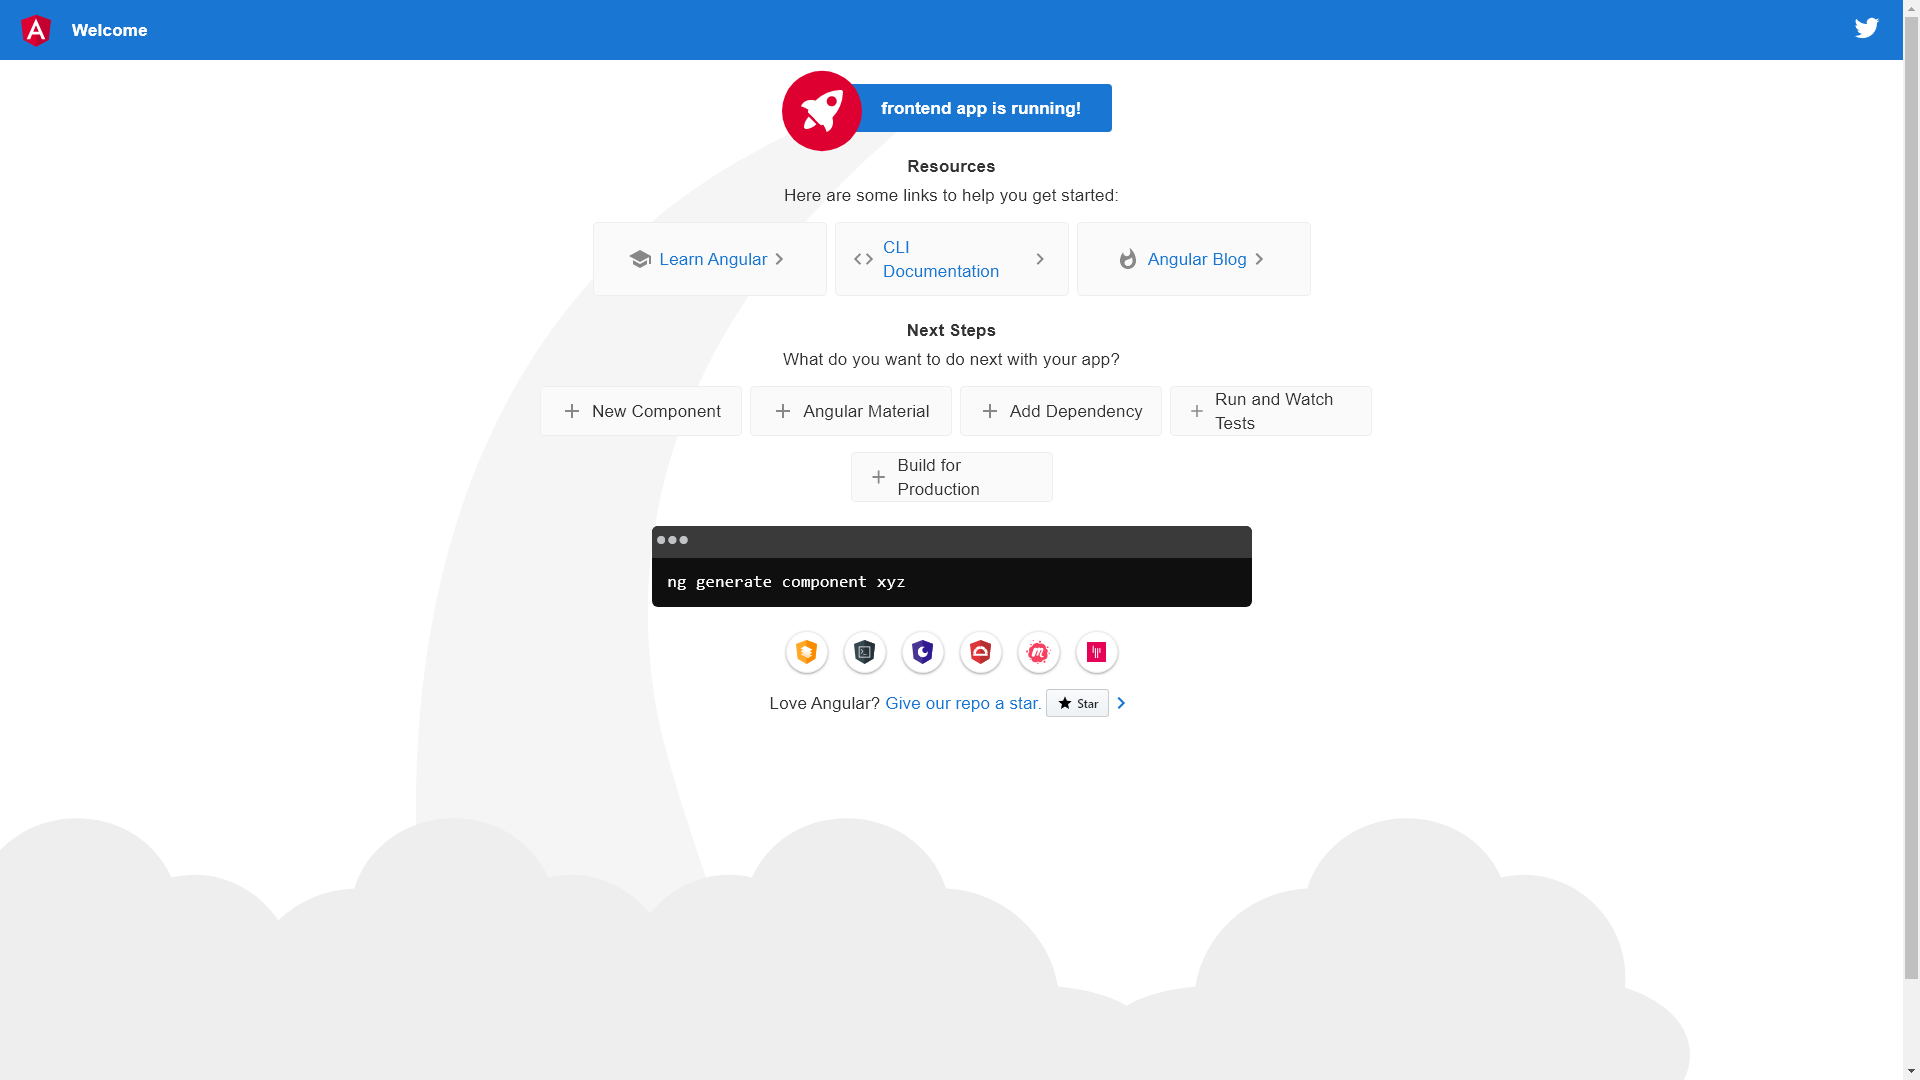 Welcome
frontend app is running!
Resources
Here are some links to help you get started:
Learn Angular
CLI
Documentation
Angular Blog
Next Steps
What do you want to do next with your app?
New Component
Angular Material
Add Dependency
Run and Watch
Tests
Build for
Production
ng generate component xyz
Love Angular? Give our repo a star. Star